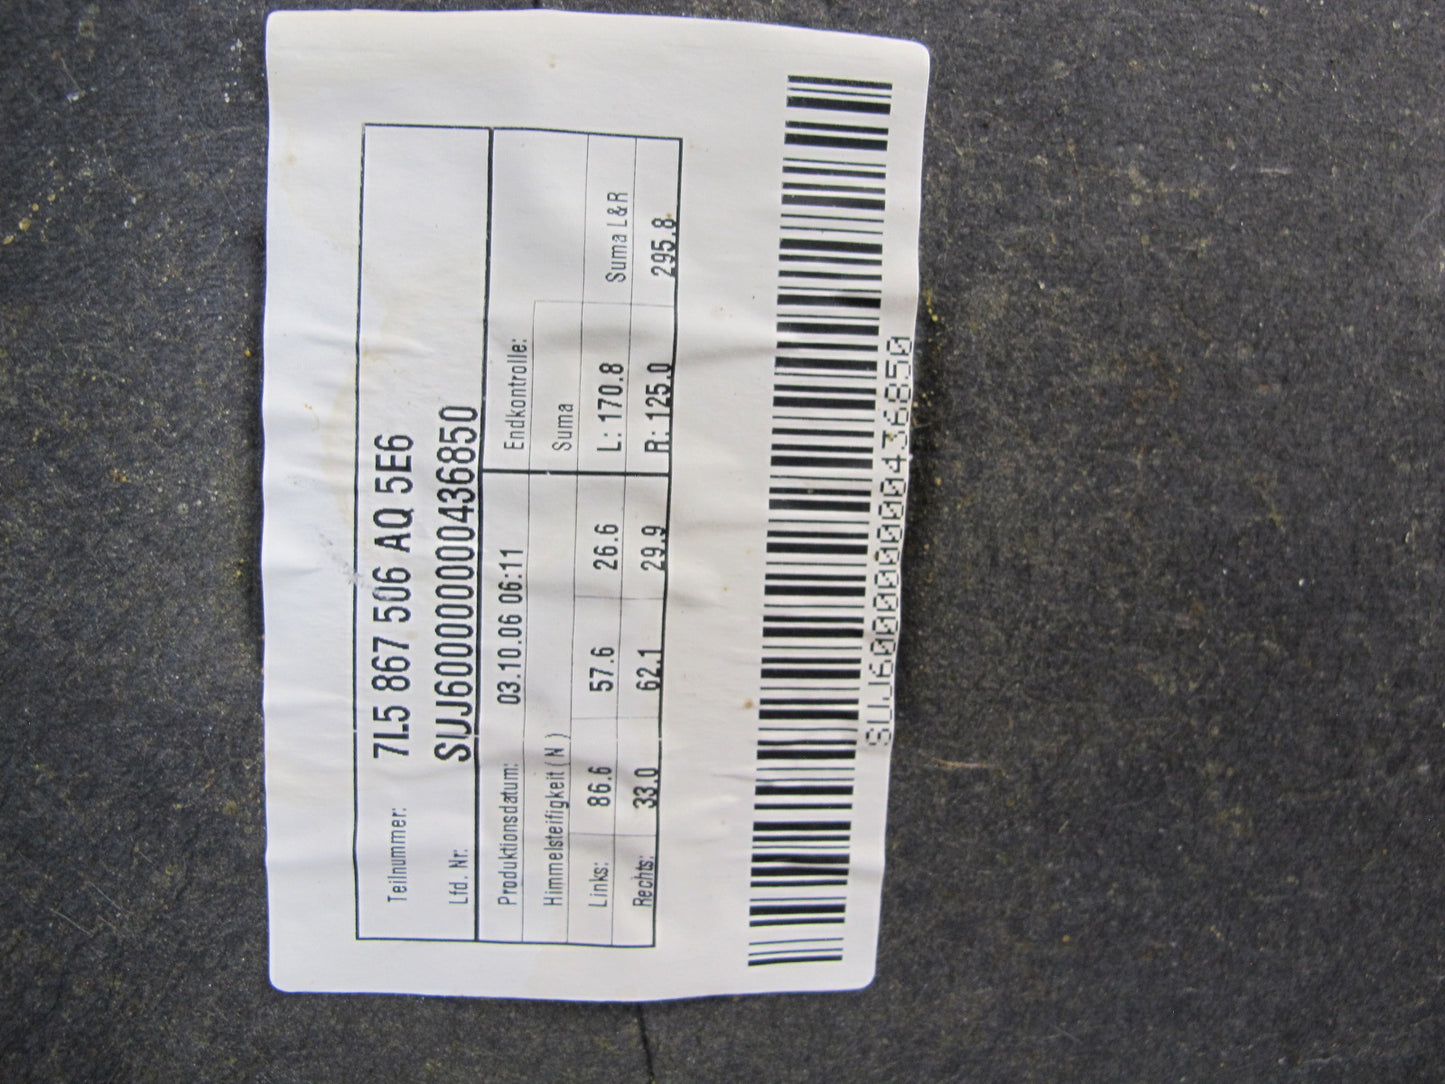 Teilnummer: 7L5 867 506 AQ 5E6
Lfd. Nr: SUJ6000000000436850
Produktionsdatum: 03.10.06 06:11 Endkontrolle:
Himmelsteifigkeit ( N ) Suma
Links: 86.6 57.6 26.6 L: 170.8 Suma L&R
Rechts: 33.0 62.1 29.9 R: 125.0 295.8
SUJ6000000000436850